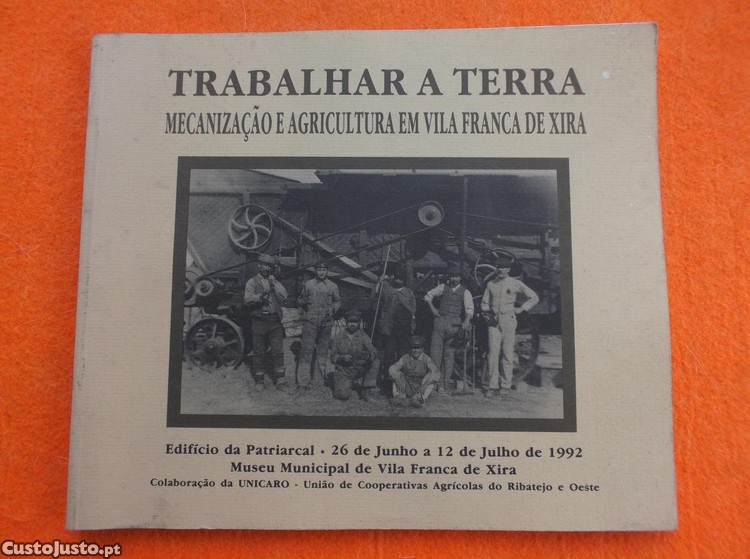 TRABALHAR A TERRA
MECANIZAÇÃO E AGRICULTURA EM VILA FRANCA DE XIRA
Edifício da Patriarcal • 26 de Junho a 12 de Julho de 1992
Museu Municipal de Vila Franca de Xira
Colaboração da UNICARO - União de Cooperativas Agrícolas do Ribatejo e Oeste
CustoJusto.pt